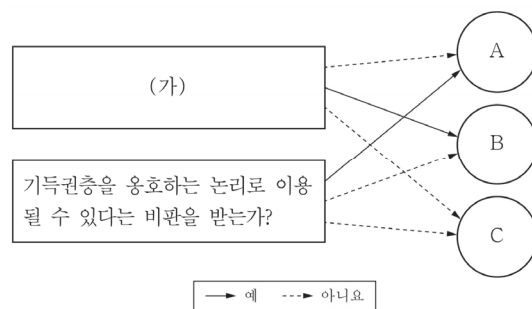 (가)
기득권층을 옹호하는 논리로 이용
될 수 있다는 비판을 받는가?
A
B
C
예
아니요